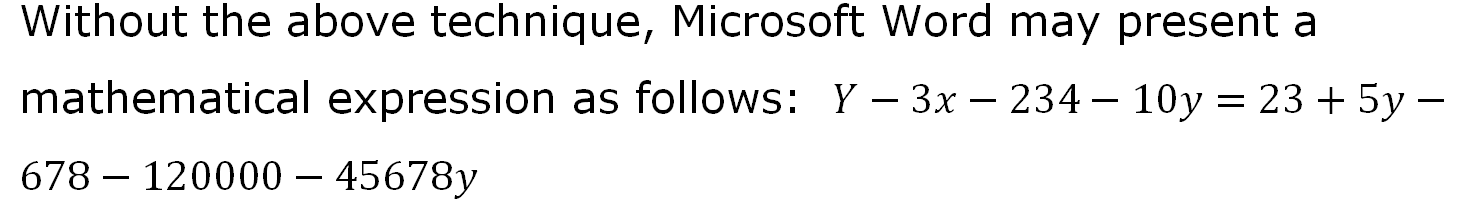 Without the above technique, Microsoft Word may present a
mathematical expression as follows: Y − 3x − 234 − 10y = 23 + 5y −
678 − 120000 − 45678y